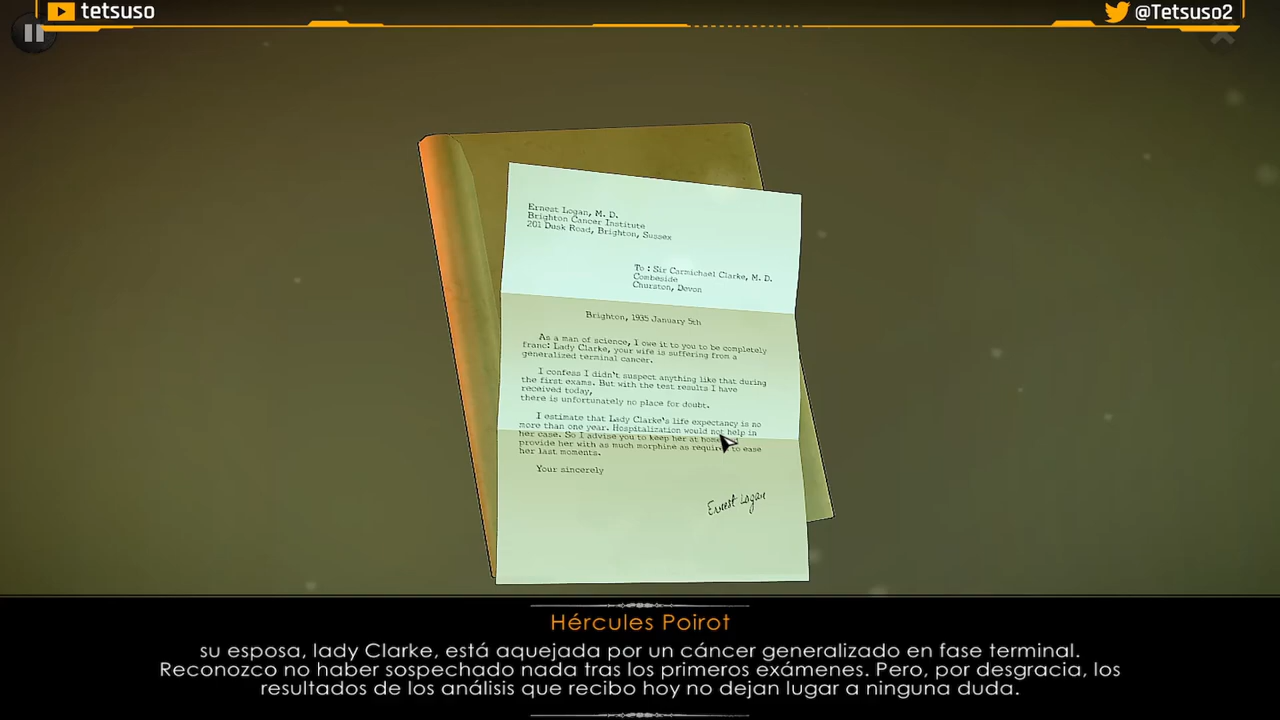 tetsuso
@Tetsuso2
Ernest Logan, M. D.
Brighton Cancer Institute
201 Dusk Road, Brighton, Sussex
To : Sir Carmichael Clarke, M. D.
Combeside
Churston, Devon
Brighton, 1935 January 5th
As a man of science, I owe it to you to be completely
franc: Lady Clarke, your wife is suffering from a
generalized terminal cancer.
I confess I didn't suspect anything like that during
the first exams. But with the test results I have
received today,
there is unfortunately no place for doubt.
I estimate that Lady Clarke's life expectancy is no
more than one year. Hospitalization would not help in
her case. So I advise you to keep her at
provide her with as much morphine as to ease
her last moments.
Your sincerely
Ernest Logan
Hércules Poirot
su esposa, lady Clarke, está aquejada por un cáncer generalizado en fase terminal.
Reconozco no haber sospechado nada tras los primeros exámenes. Pero, por desgracia, los
resultados de los análisis que recibo hoy no dejan lugar a ninguna duda.